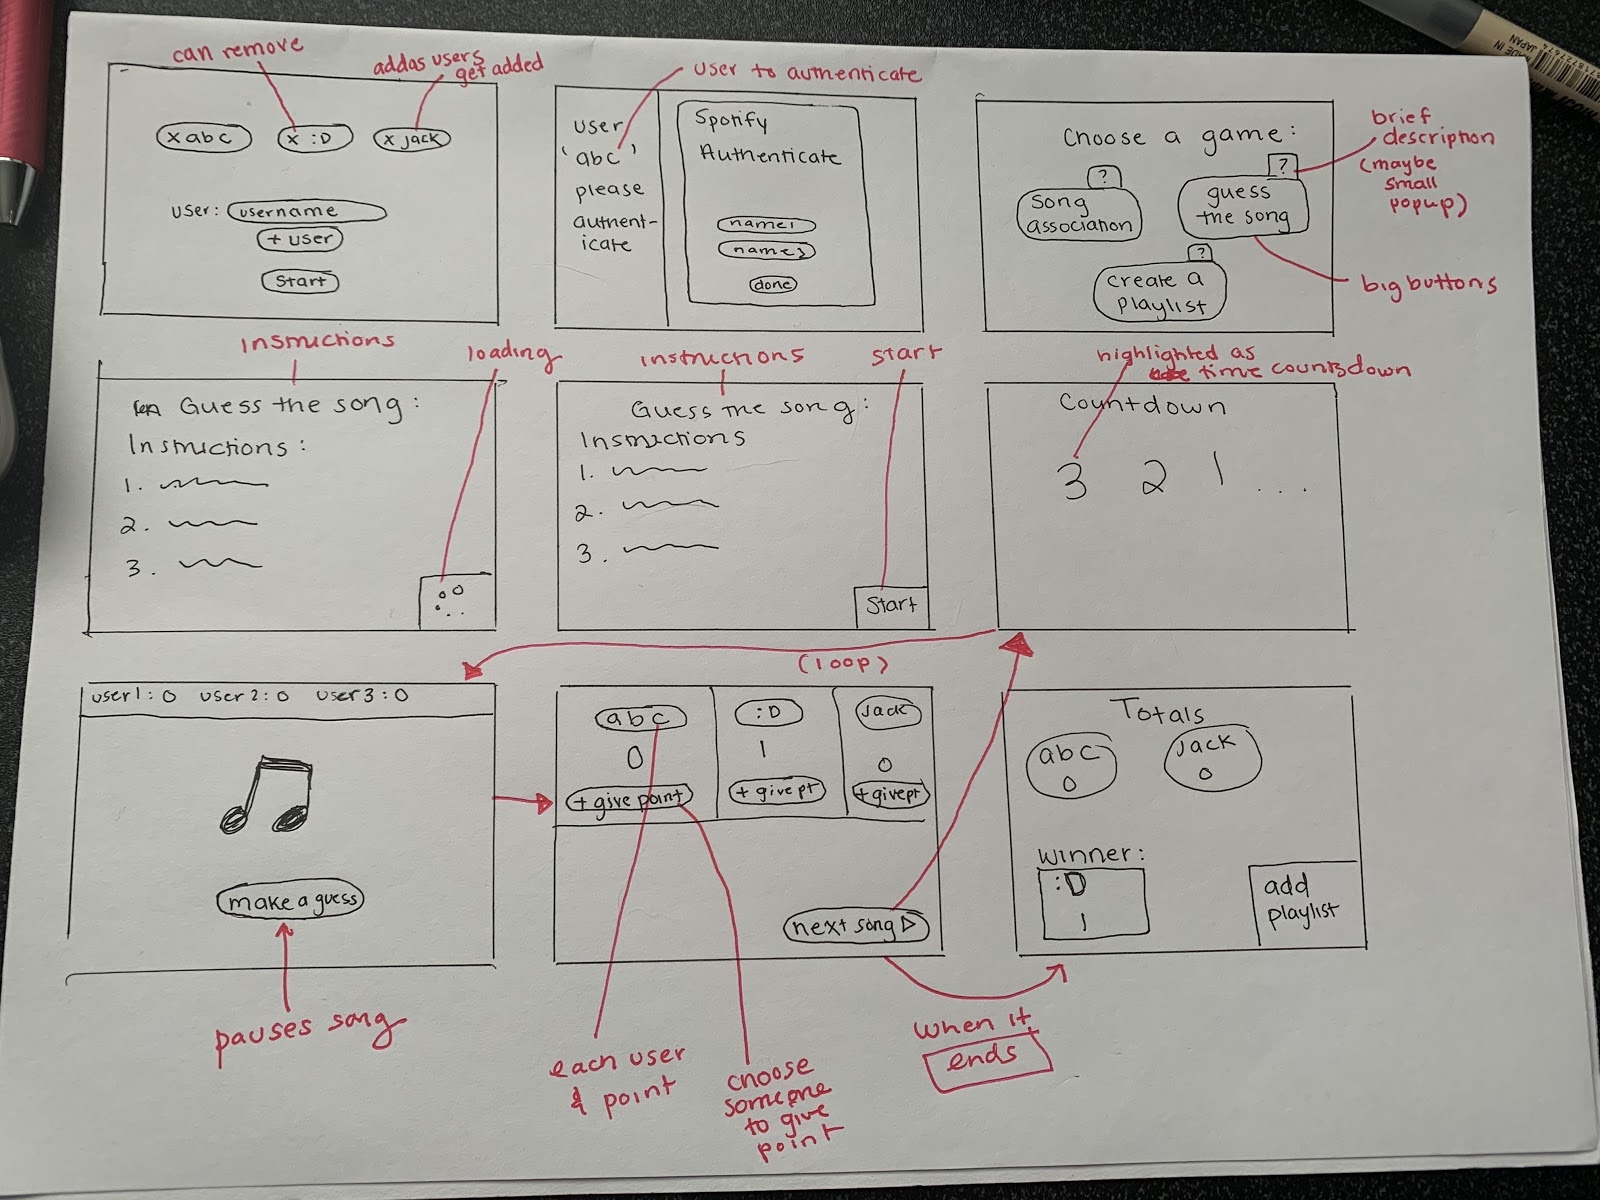 can remove
addas users
get added
x abc
x :D
x jack
user: username
+ user
Start
user to authenticate
user
'abc'
please
authent-
icate
Spotify
Authenticate
name1
name2
done
Choose a game:
?
song
association
?
guess
the song
?
create a
playlist
brief
description
(maybe
small
popup)
big buttons
instructions
loading
Guess the song:
Instructions:
1.
2.
3.
instructions
start
Guess the song:
Instructions
1.
2.
3.
Start
highlighted as
time countsdown
Countdown
3 2 1 ...
(loop)
user1: 0 user2: 0 user3: 0
make a guess
pauses song
abc
0
+ give point
:D
1
+ give pt
Jack
0
+ give pt
next song ▷
each user
& point
choose
someone
to give
point
when it
ends
Totals
abc
0
Jack
0
winner:
:D
1
add
playlist
MADE IN
JAPAN